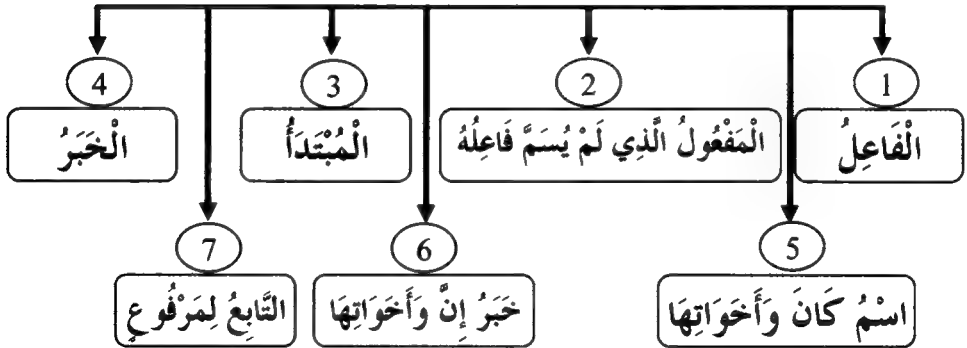 1
الْفَاعِلُ
2
الْمَفْعُولُ الَّذِي لَمْ يُسَمَّ فَاعِلُهُ
3
الْمُبْتَدَأُ
4
الْخَبَرُ
5
اسْمُ كَانَ وَأَخَوَاتِهَا
6
خَبَرُ إِنَّ وَأَخَوَاتِهَا
7
التَّابِعُ لِمَرْفُوعٍ